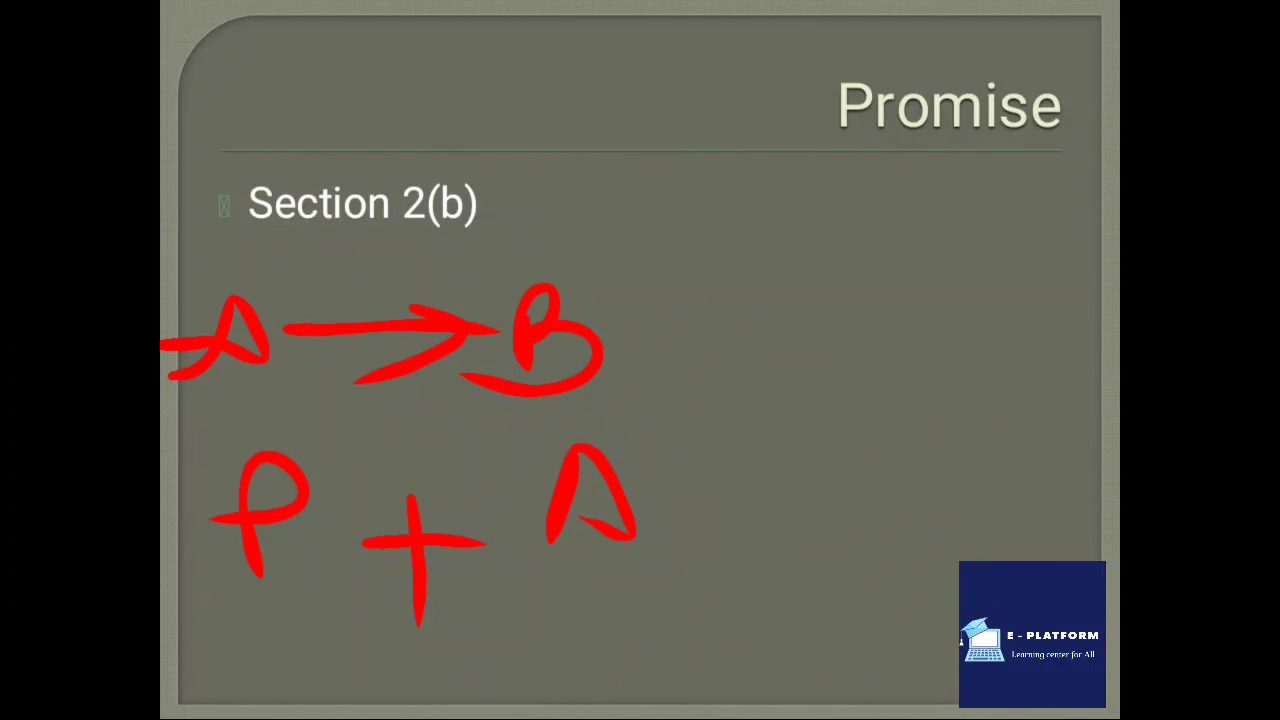 Promise
Section 2(b)
A → B
P + A
E - PLATFORM
Learning center for All